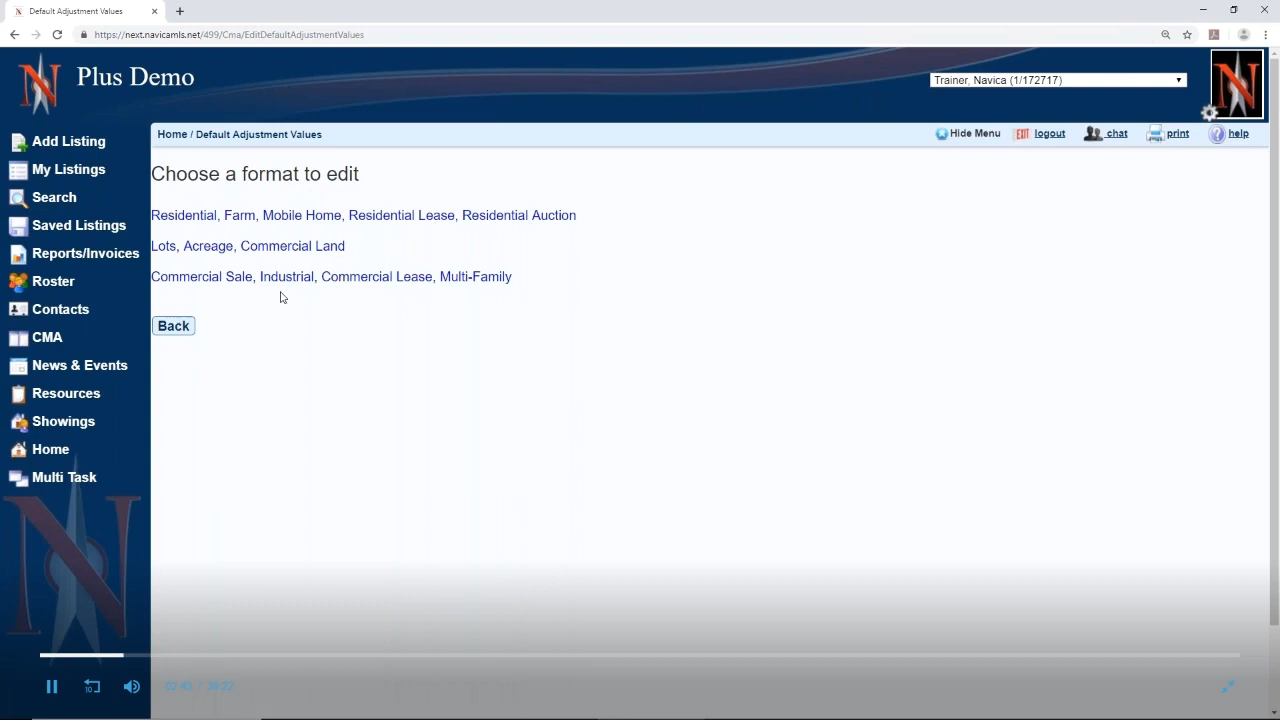 Default Adjustment Values
https://next.navicamls.net/499/Cma/EditDefaultAdjustmentValues
N Plus Demo
Trainer, Navica (1/172717)
N
Home / Default Adjustment Values
Hide Menu EXIT logout chat print help
Add Listing
My Listings
Search
Saved Listings
Reports/Invoices
Roster
Contacts
CMA
News & Events
Resources
Showings
Home
Multi Task
Choose a format to edit
Residential, Farm, Mobile Home, Residential Lease, Residential Auction
Lots, Acreage, Commercial Land
Commercial Sale, Industrial, Commercial Lease, Multi-Family
Back
N
10